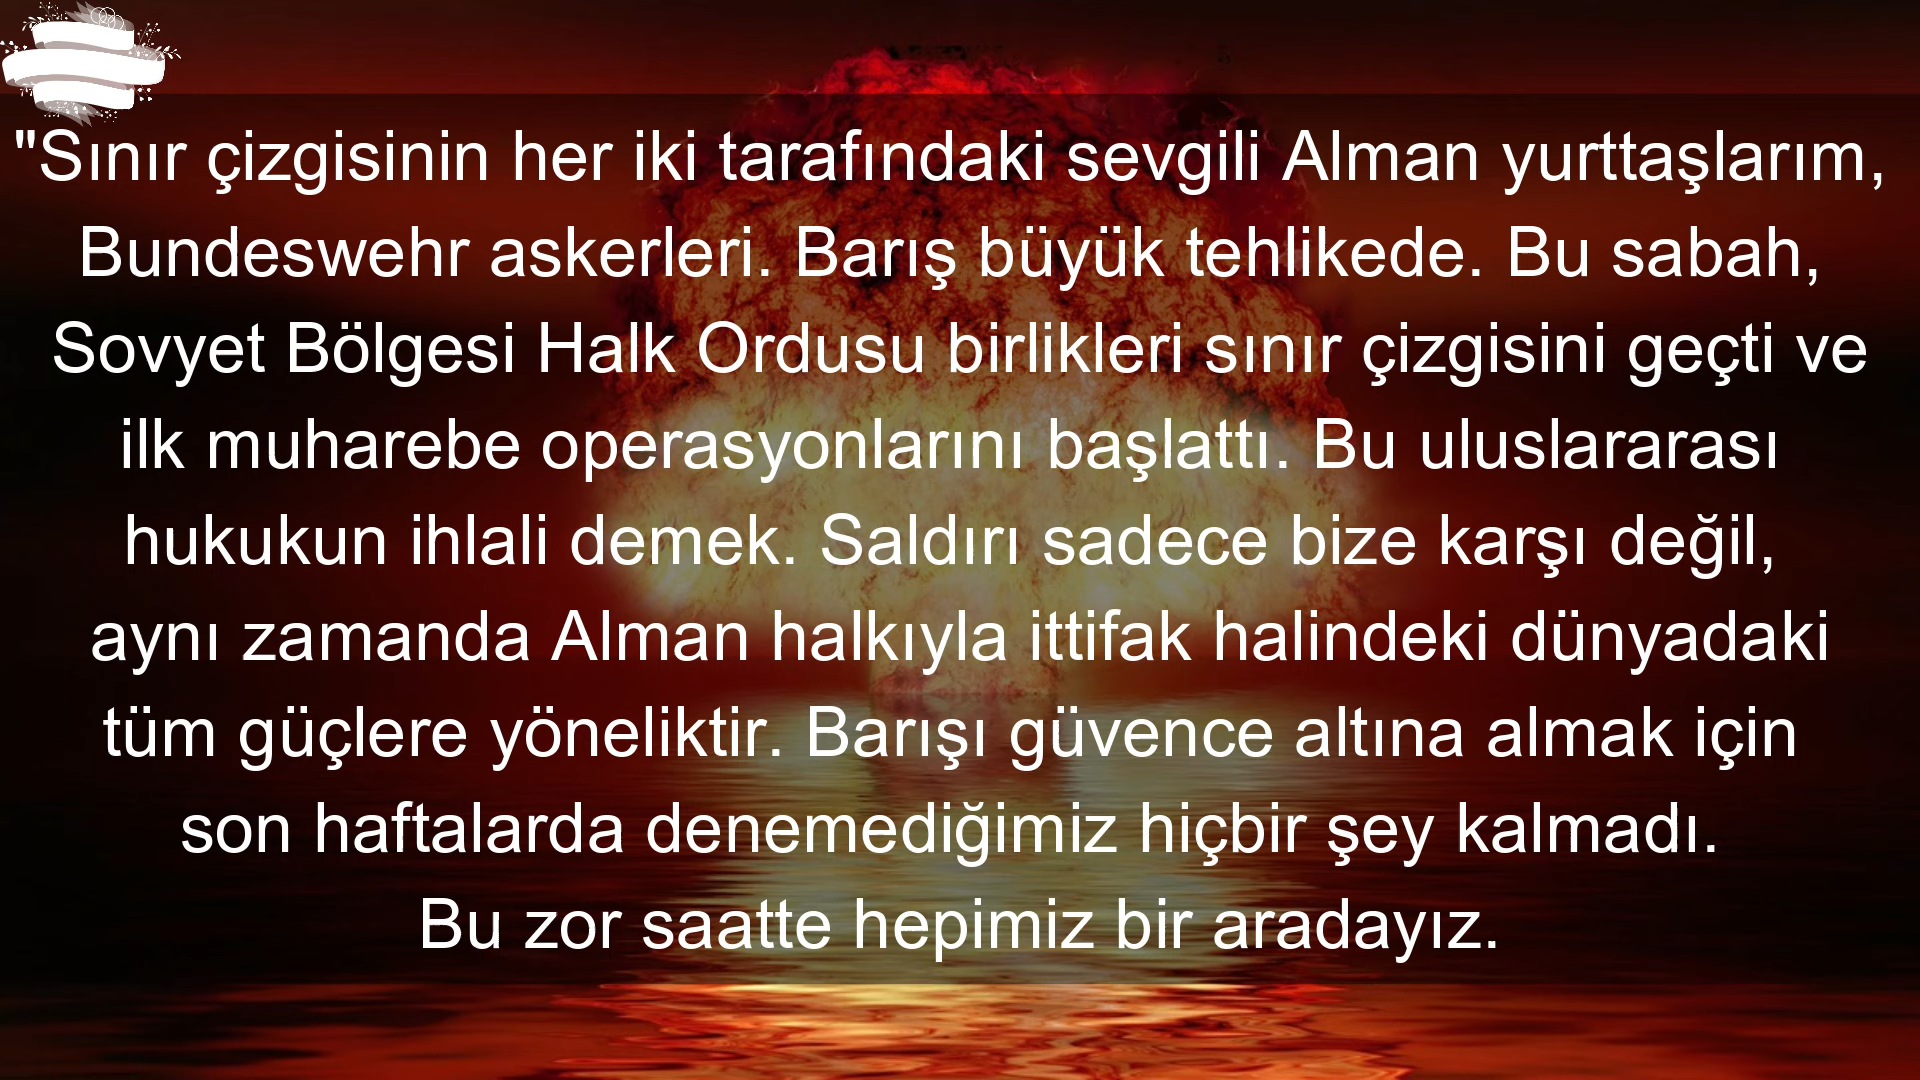 "Sınır çizgisinin her iki tarafındaki sevgili Alman yurttaşlarım,
Bundeswehr askerleri. Barış büyük tehlikede. Bu sabah,
Sovyet Bölgesi Halk Ordusu birlikleri sınır çizgisini geçti ve
ilk muharebe operasyonlarını başlattı. Bu uluslararası
hukukun ihlali demek. Saldırı sadece bize karşı değil,
aynı zamanda Alman halkıyla ittifak halindeki dünyadaki
tüm güçlere yöneliktir. Barışı güvence altına almak için
son haftalarda denemediğimiz hiçbir şey kalmadı.
Bu zor saatte hepimiz bir aradayız.